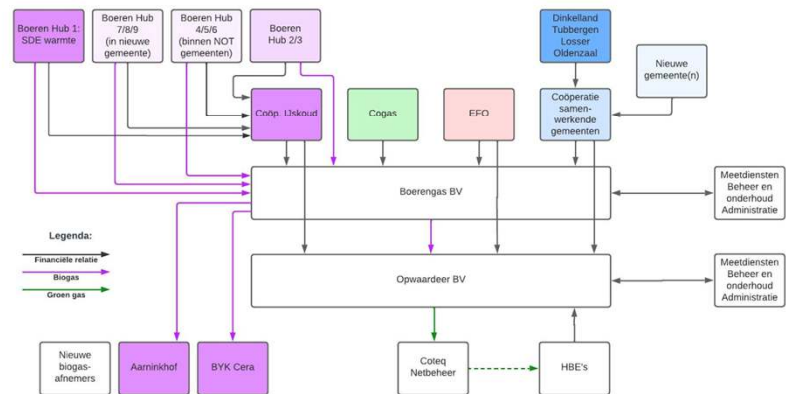 Boeren Hub 1:
SDE warmte
Boeren Hub
7/8/9
(in nieuwe
gemeente)
Boeren Hub
4/5/6
(binnen NOT
gemeenten)
Boeren
Hub 2/3
Dinkelland
Tubbergen
Losser
Oldenzaal
Nieuwe
gemeente(n)
Coöp. IJskoud
Cogas
EFO
Coöperatie
samen-
werkende
gemeenten
Boerengas BV
Meetdiensten
Beheer en
onderhoud
Administratie
Legenda:
Financiële relatie
Biogas
Groen gas
Opwaardeer BV
Meetdiensten
Beheer en
onderhoud
Administratie
Nieuwe
biogas-
afnemers
Aarninkhof
BYK Cera
Coteq
Netbeheer
HBE's